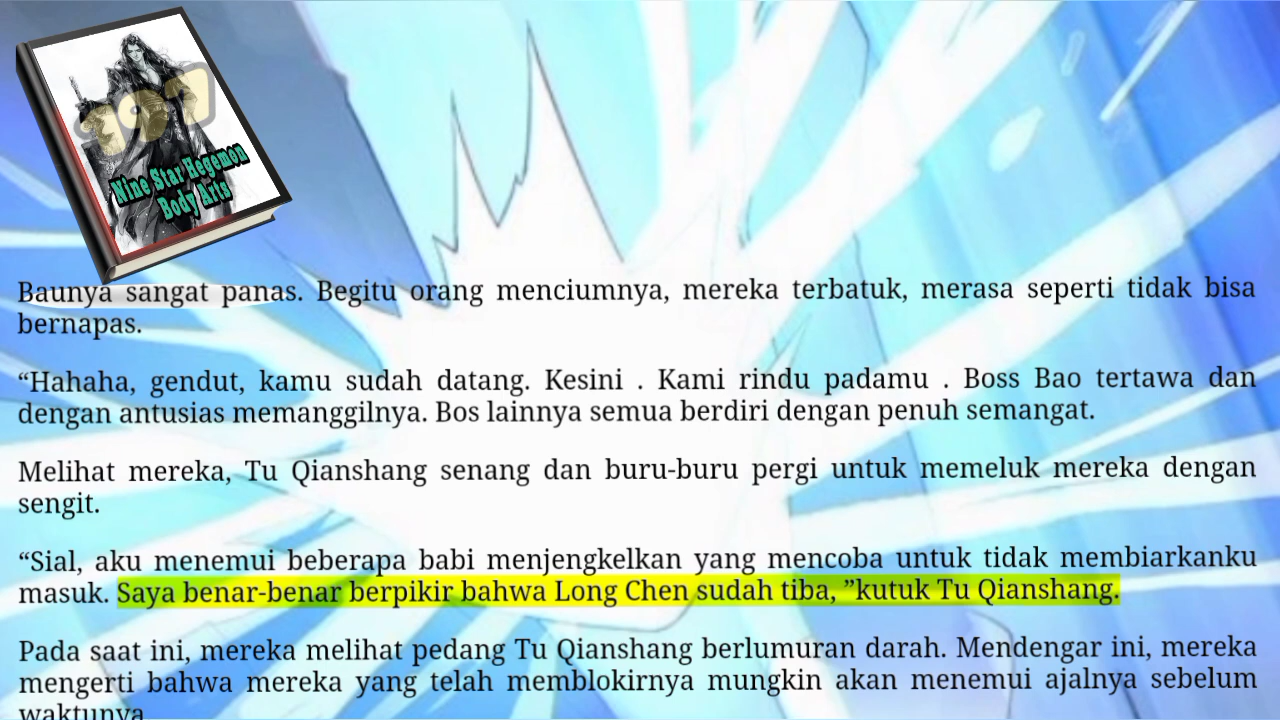 197
Nine Star Hegemon
Body Arts
Baunya sangat panas. Begitu orang menciumnya, mereka terbatuk, merasa seperti tidak bisa
bernapas.
“Hahaha, gendut, kamu sudah datang. Kesini . Kami rindu padamu . Boss Bao tertawa dan
dengan antusias memanggilnya. Bos lainnya semua berdiri dengan penuh semangat.
Melihat mereka, Tu Qianshang senang dan buru-buru pergi untuk memeluk mereka dengan
sengit.
“Sial, aku menemui beberapa babi menjengkelkan yang mencoba untuk tidak membiarkanku
masuk. Saya benar-benar berpikir bahwa Long Chen sudah tiba, ”kutuk Tu Qianshang.
Pada saat ini, mereka melihat pedang Tu Qianshang berlumuran darah. Mendengar ini, mereka
mengerti bahwa mereka yang telah memblokirnya mungkin akan menemui ajalnya sebelum
waktunya